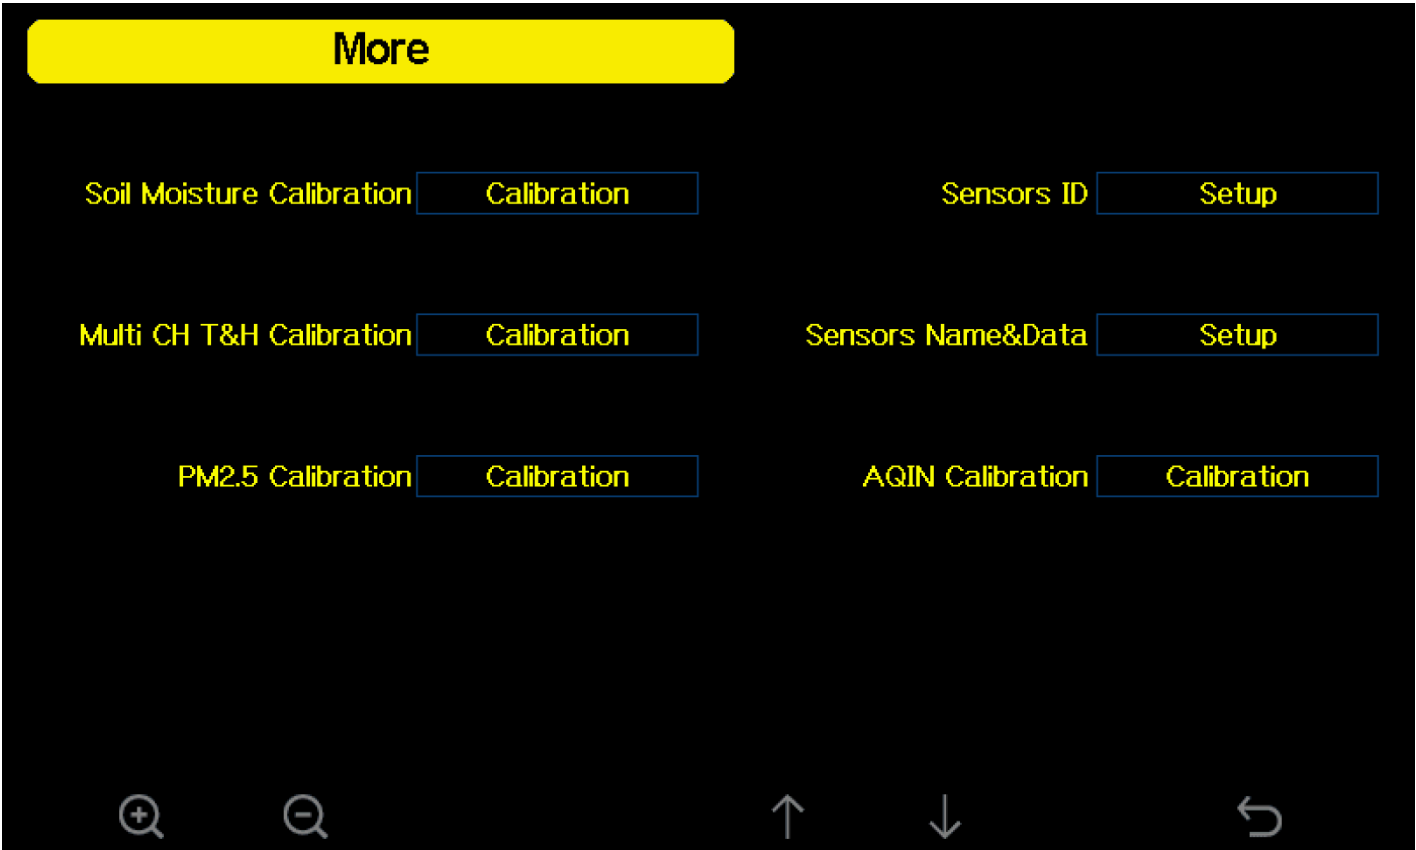 More
Soil Moisture Calibration Calibration
Sensors ID Setup
Multi CH T&H Calibration Calibration
Sensors Name&Data Setup
PM2.5 Calibration Calibration
AQIN Calibration Calibration